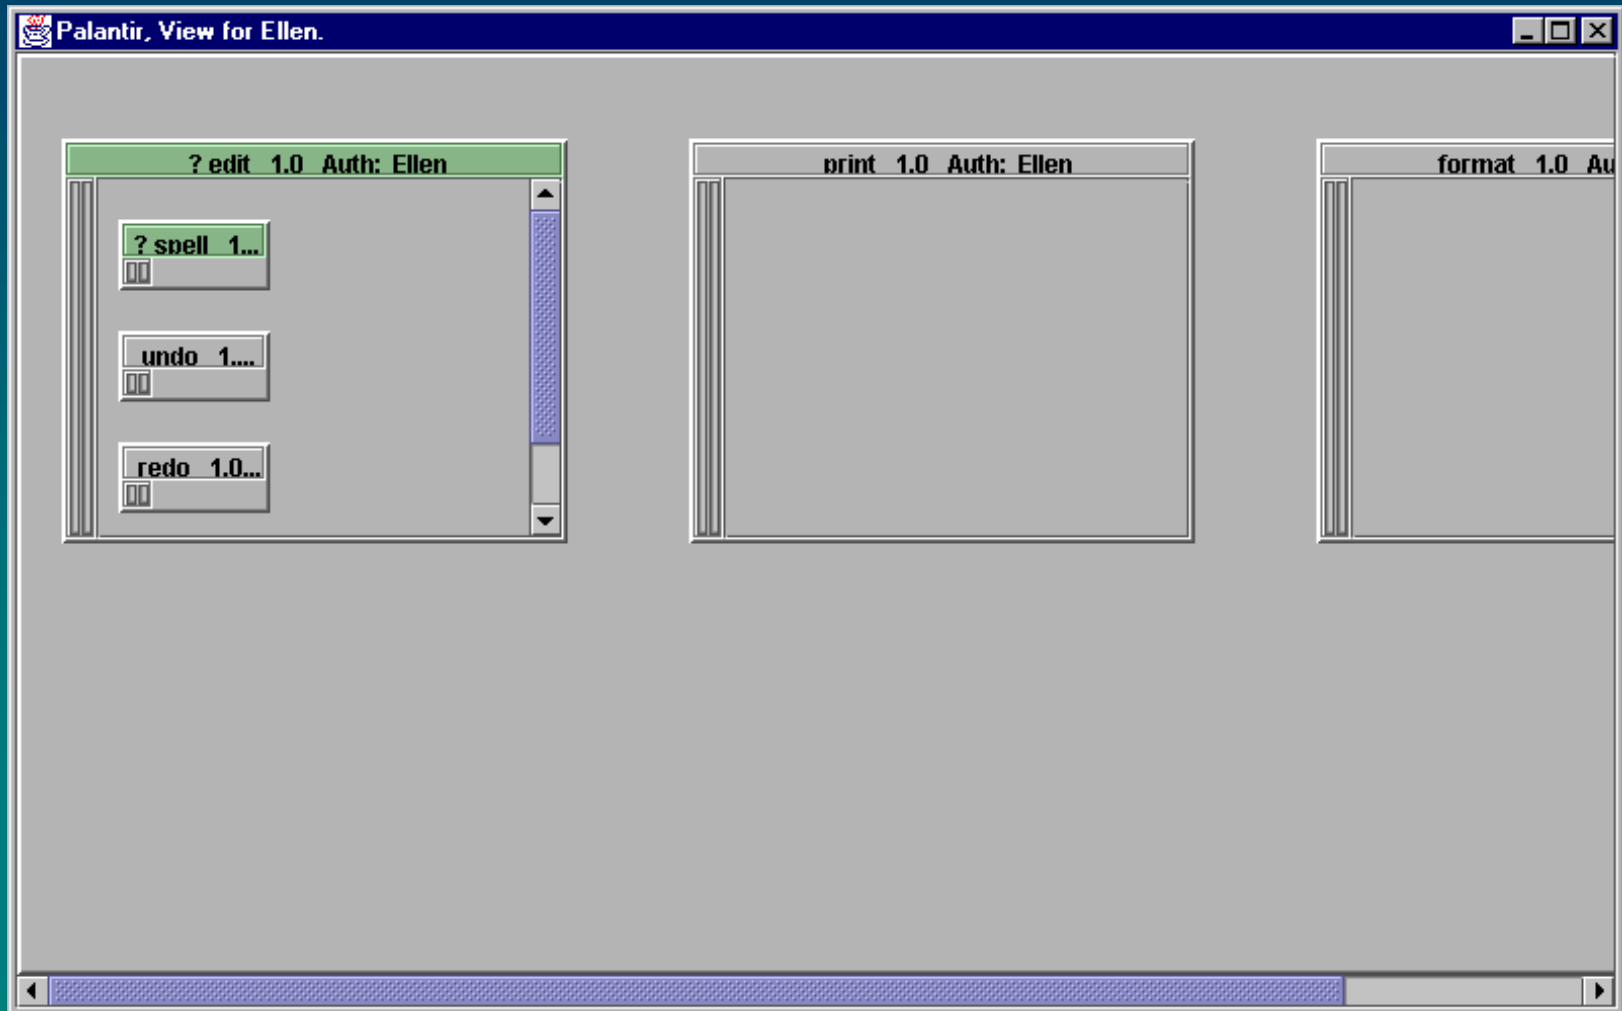 Palantir, View for Ellen.
? edit 1.0 Auth: Ellen
print 1.0 Auth: Ellen
format 1.0 Au
? spell 1...
undo 1....
redo 1.0...